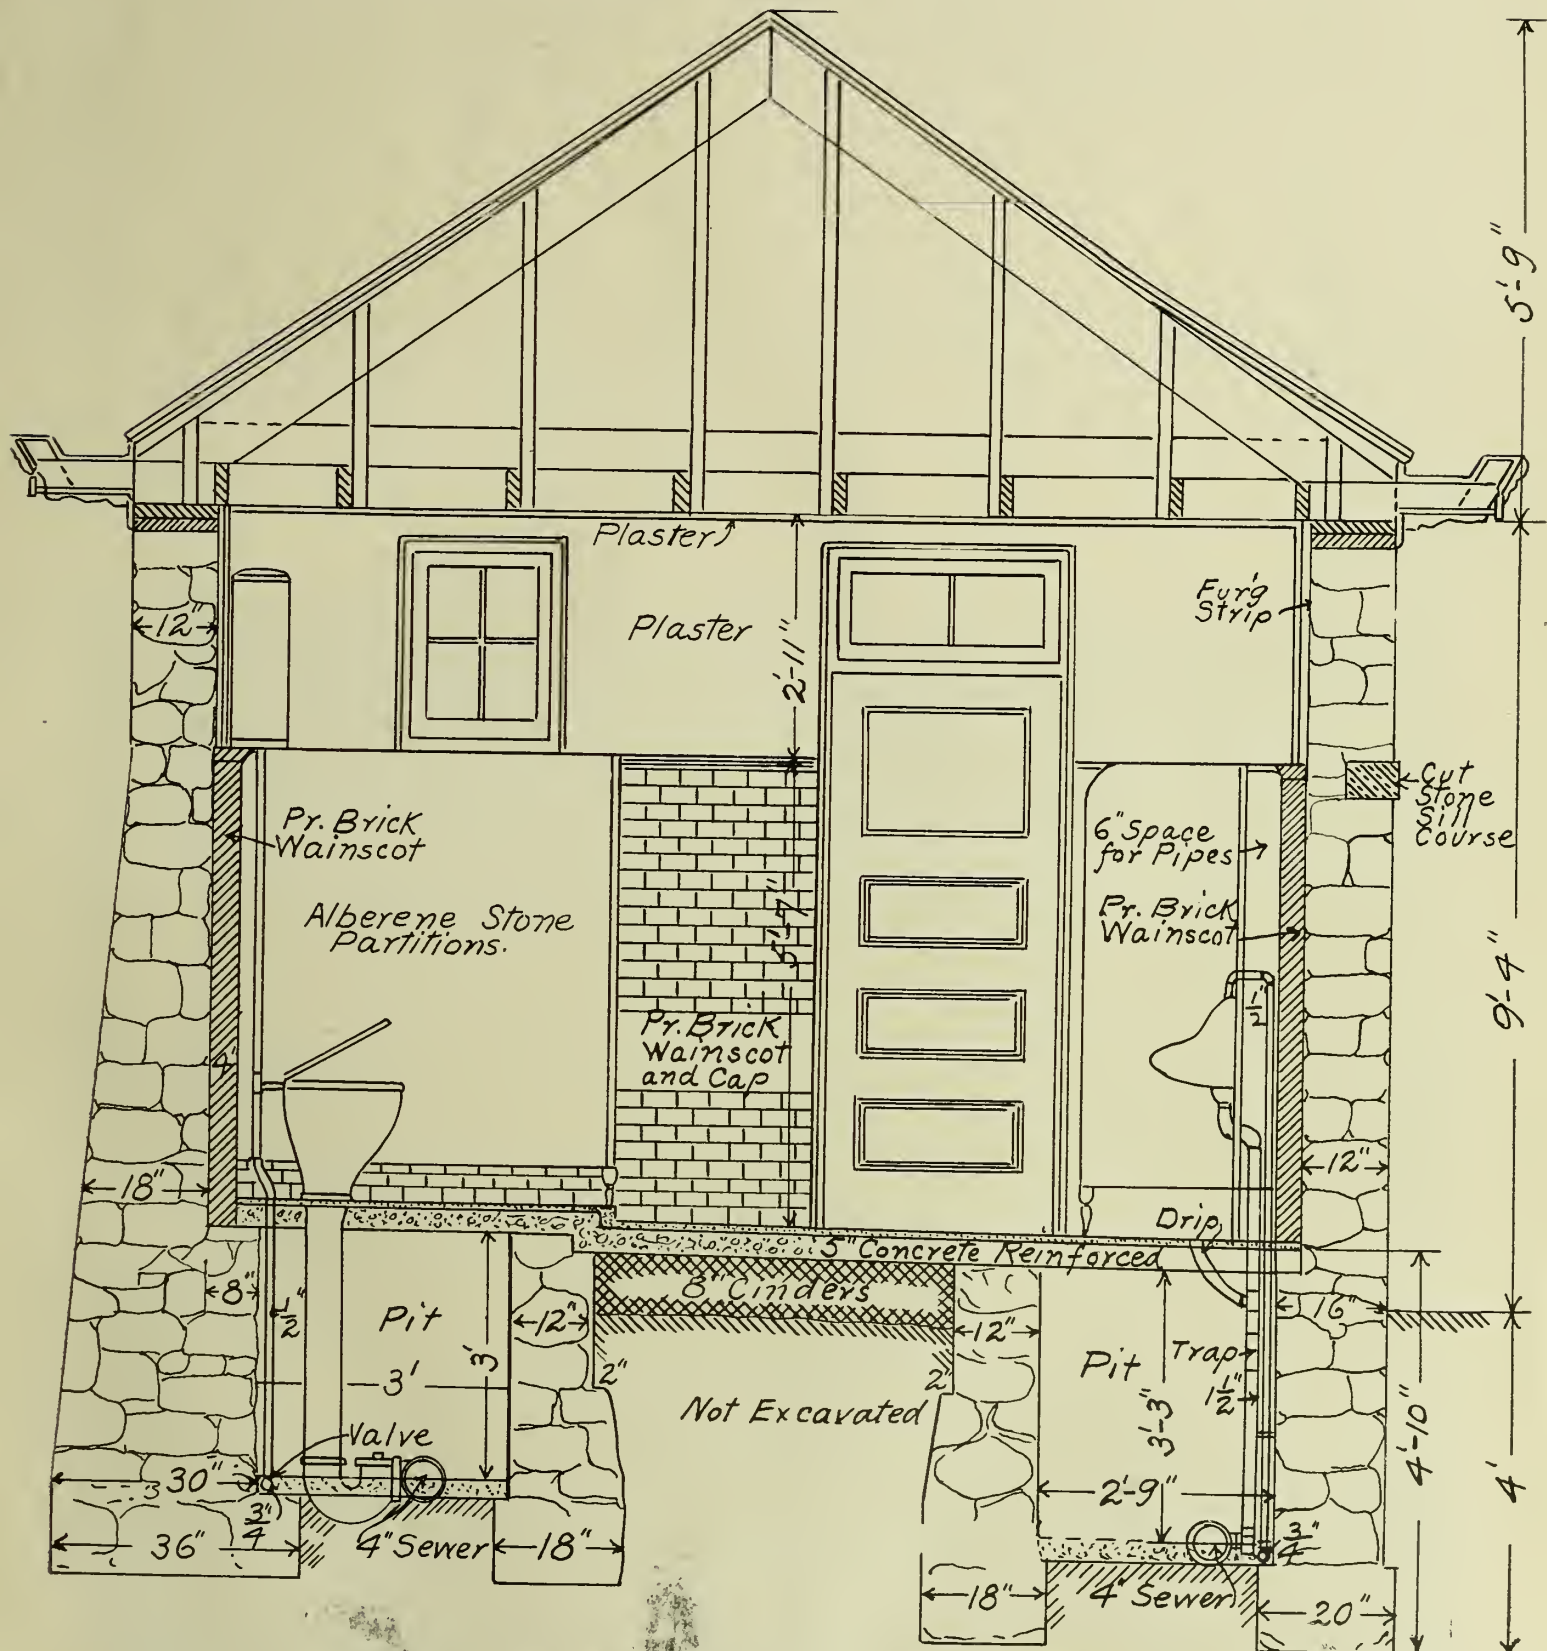 5'-9"
Plaster
12"
Plaster
2'-11"
Fur'g
Strip
Cut
Stone
Sill
Course
Pr. Brick
Wainscot
6" Space
for Pipes
Alberene Stone
Partitions.
5'-7"
Pr. Brick
Wainscot
9'-4"
1/2"
Pr. Brick
Wainscot
and Cap
4"
18"
12"
Drip
5" Concrete Reinforced
8" Cinders
8"
1/2"
Pit
12"
12"
16"
3'
3'
2"
2"
Pit
Trap
1 1/2"
Not Excavated
3'-3"
4'-10"
4'
Valve
30"
3/4"
2'-9"
36"
4" Sewer
18"
3/4"
18"
4" Sewer
20"